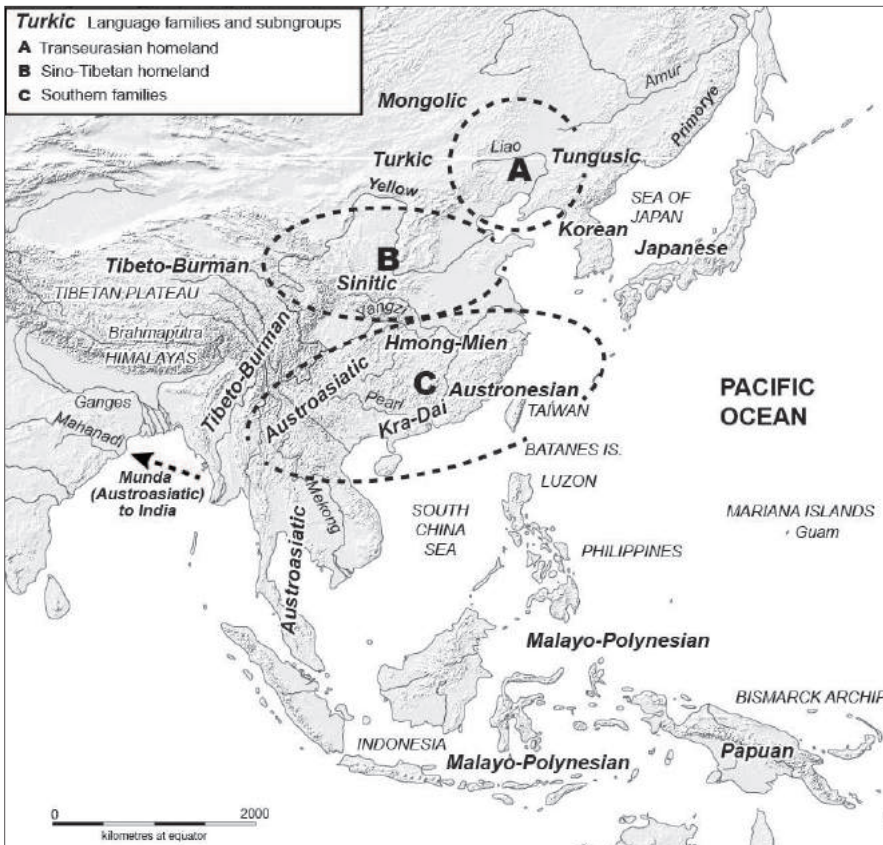 Turkic Language families and subngroups
A Transeurasian homeland
B Sino-Tibetan homeland
C Southern families
Amur
Mongolic
Primorye
Liao
Turkic
A
Tungusic
Yellow
SEA OF
JAPAN
Korean
Japanese
B
Tibeto-Burman
Sinitic
TIBETAN PLATEAU
Yangzi
Brahmaputra
HIMALAYAS
Tibeto-Burman
Hmong-Mien
Austroasiatic
C
Austronesian
PACIFIC
OCEAN
Ganges
Pearl
Kra-Dai
TAIWAN
Mahanadi
BATANES IS.
Munda
(Austroasiatic)
to India
LUZON
Mekong
SOUTH
CHINA
SEA
MARIANA ISLANDS
Guam
PHILIPPINES
Austroasiatic
Malayo-Polynesian
BISMARCK ARCHIP
INDONESIA
Papuan
Malayo-Polynesian
0 2000
kilometres at equator